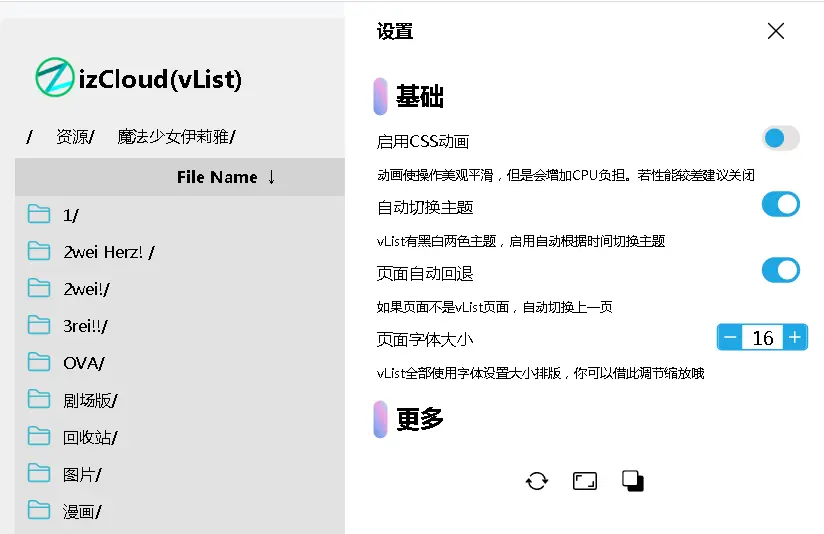 izCloud(vList)
/ 资源/ 魔法少女伊莉雅/
File Name ↓
1/
2wei Herz! /
2wei!/
3rei!!/
OVA/
剧场版/
回收站/
图片/
漫画/
设置
基础
启用CSS动画
动画使操作美观平滑，但是会增加CPU负担。若性能较差建议关闭
自动切换主题
vList有黑白两色主题，启用自动根据时间切换主题
页面自动回退
如果页面不是vList页面，自动切换上一页
页面字体大小
− 16 +
vList全部使用字体设置大小排版，你可以借此调节缩放哦
更多